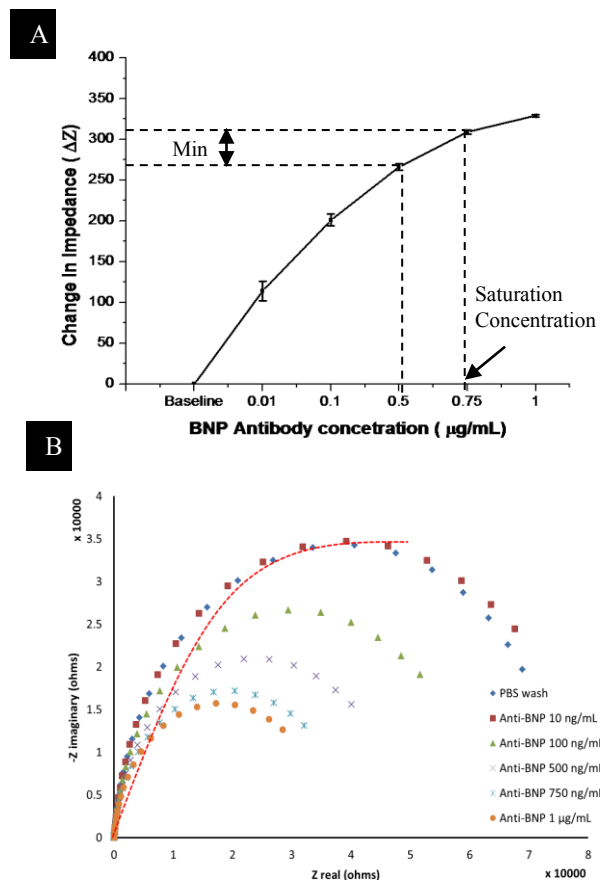 A
400
350
300
250
200
150
100
50
0
Change In Impedance ( ΔZ)
Min
Saturation
Concentration
Baseline 0.01 0.1 0.5 0.75 1
BNP Antibody concetration ( μg/mL)
B
x 10000
4
3.5
3
2.5
2
1.5
1
0.5
0
-Z imaginary (ohms)
PBS wash
Anti-BNP 10 ng/mL
Anti-BNP 100 ng/mL
Anti-BNP 500 ng/mL
Anti-BNP 750 ng/mL
Anti-BNP 1 μg/mL
0 1 2 3 4 5 6 7 8
Z real (ohms)
x 10000